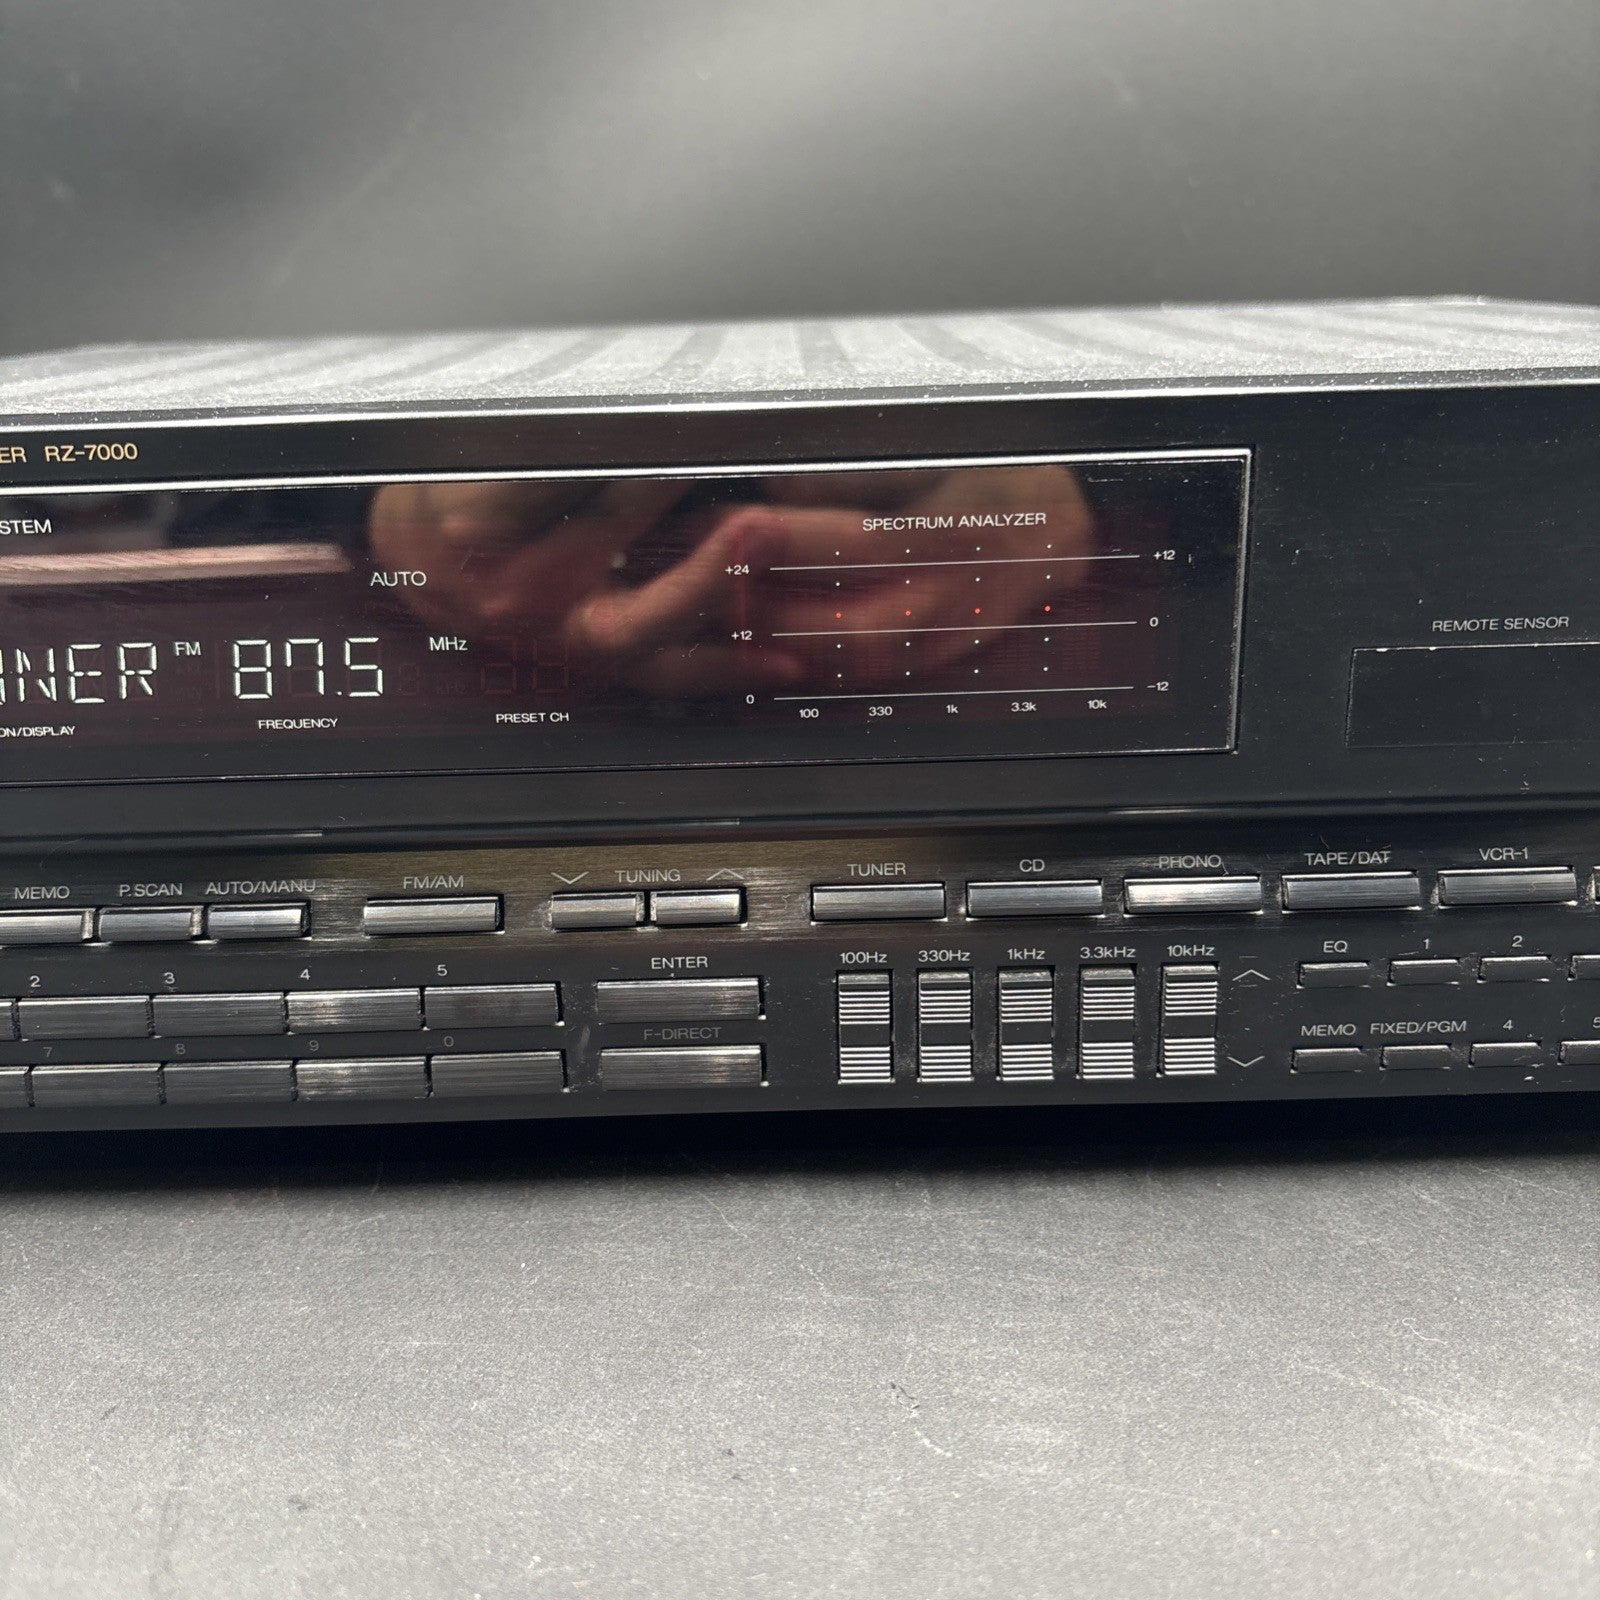 ER RZ-7000
STEM
SPECTRUM ANALYZER
AUTO
+24 +12
+12 0
0 -12
NER FM 87.5 MHz
100 330 1k 3.3k 10k
ON/DISPLAY FREQUENCY PRESET CH
REMOTE SENSOR
MEMO P.SCAN AUTO/MANU FM/AM TUNING TUNER CD PHONO TAPE/DAT VCR-1
2 3 4 5 ENTER 100Hz 330Hz 1kHz 3.3kHz 10kHz EQ 1 2
7 8 9 0 F-DIRECT MEMO FIXED/PGM 4 5